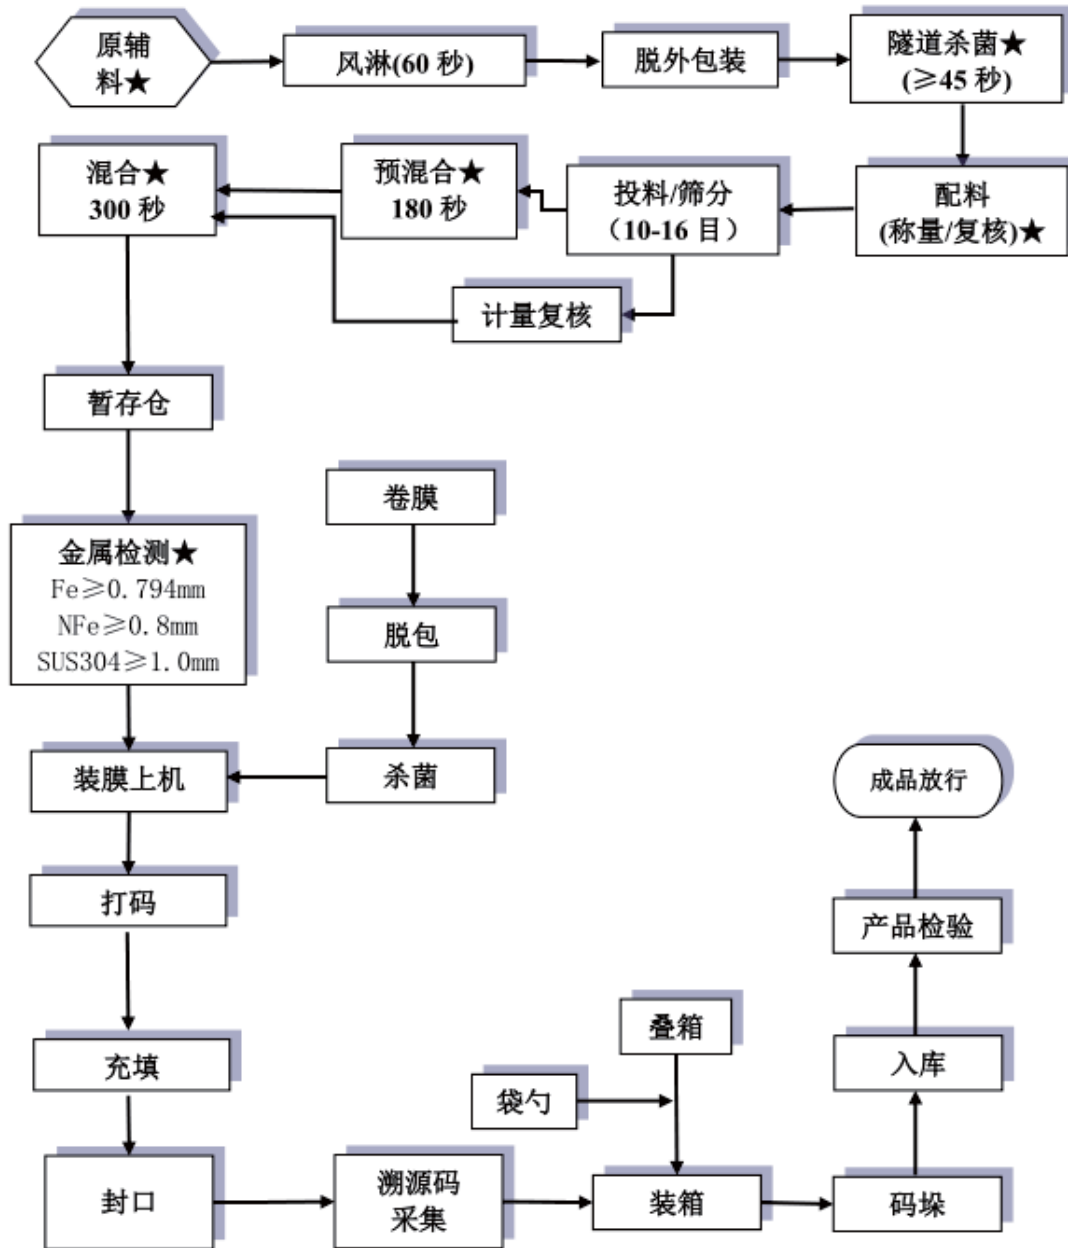 原辅
料★
风淋(60 秒)
脱外包装
隧道杀菌★
(≥45 秒)
混合★
300 秒
预混合★
180 秒
投料/筛分
（10-16 目）
配料
(称量/复核)★
计量复核
暂存仓
卷膜
金属检测★
Fe≥0.794mm
NFe≥0.8mm
SUS304≥1.0mm
脱包
装膜上机
杀菌
成品放行
打码
产品检验
叠箱
充填
入库
袋勺
封口
溯源码
采集
装箱
码垛